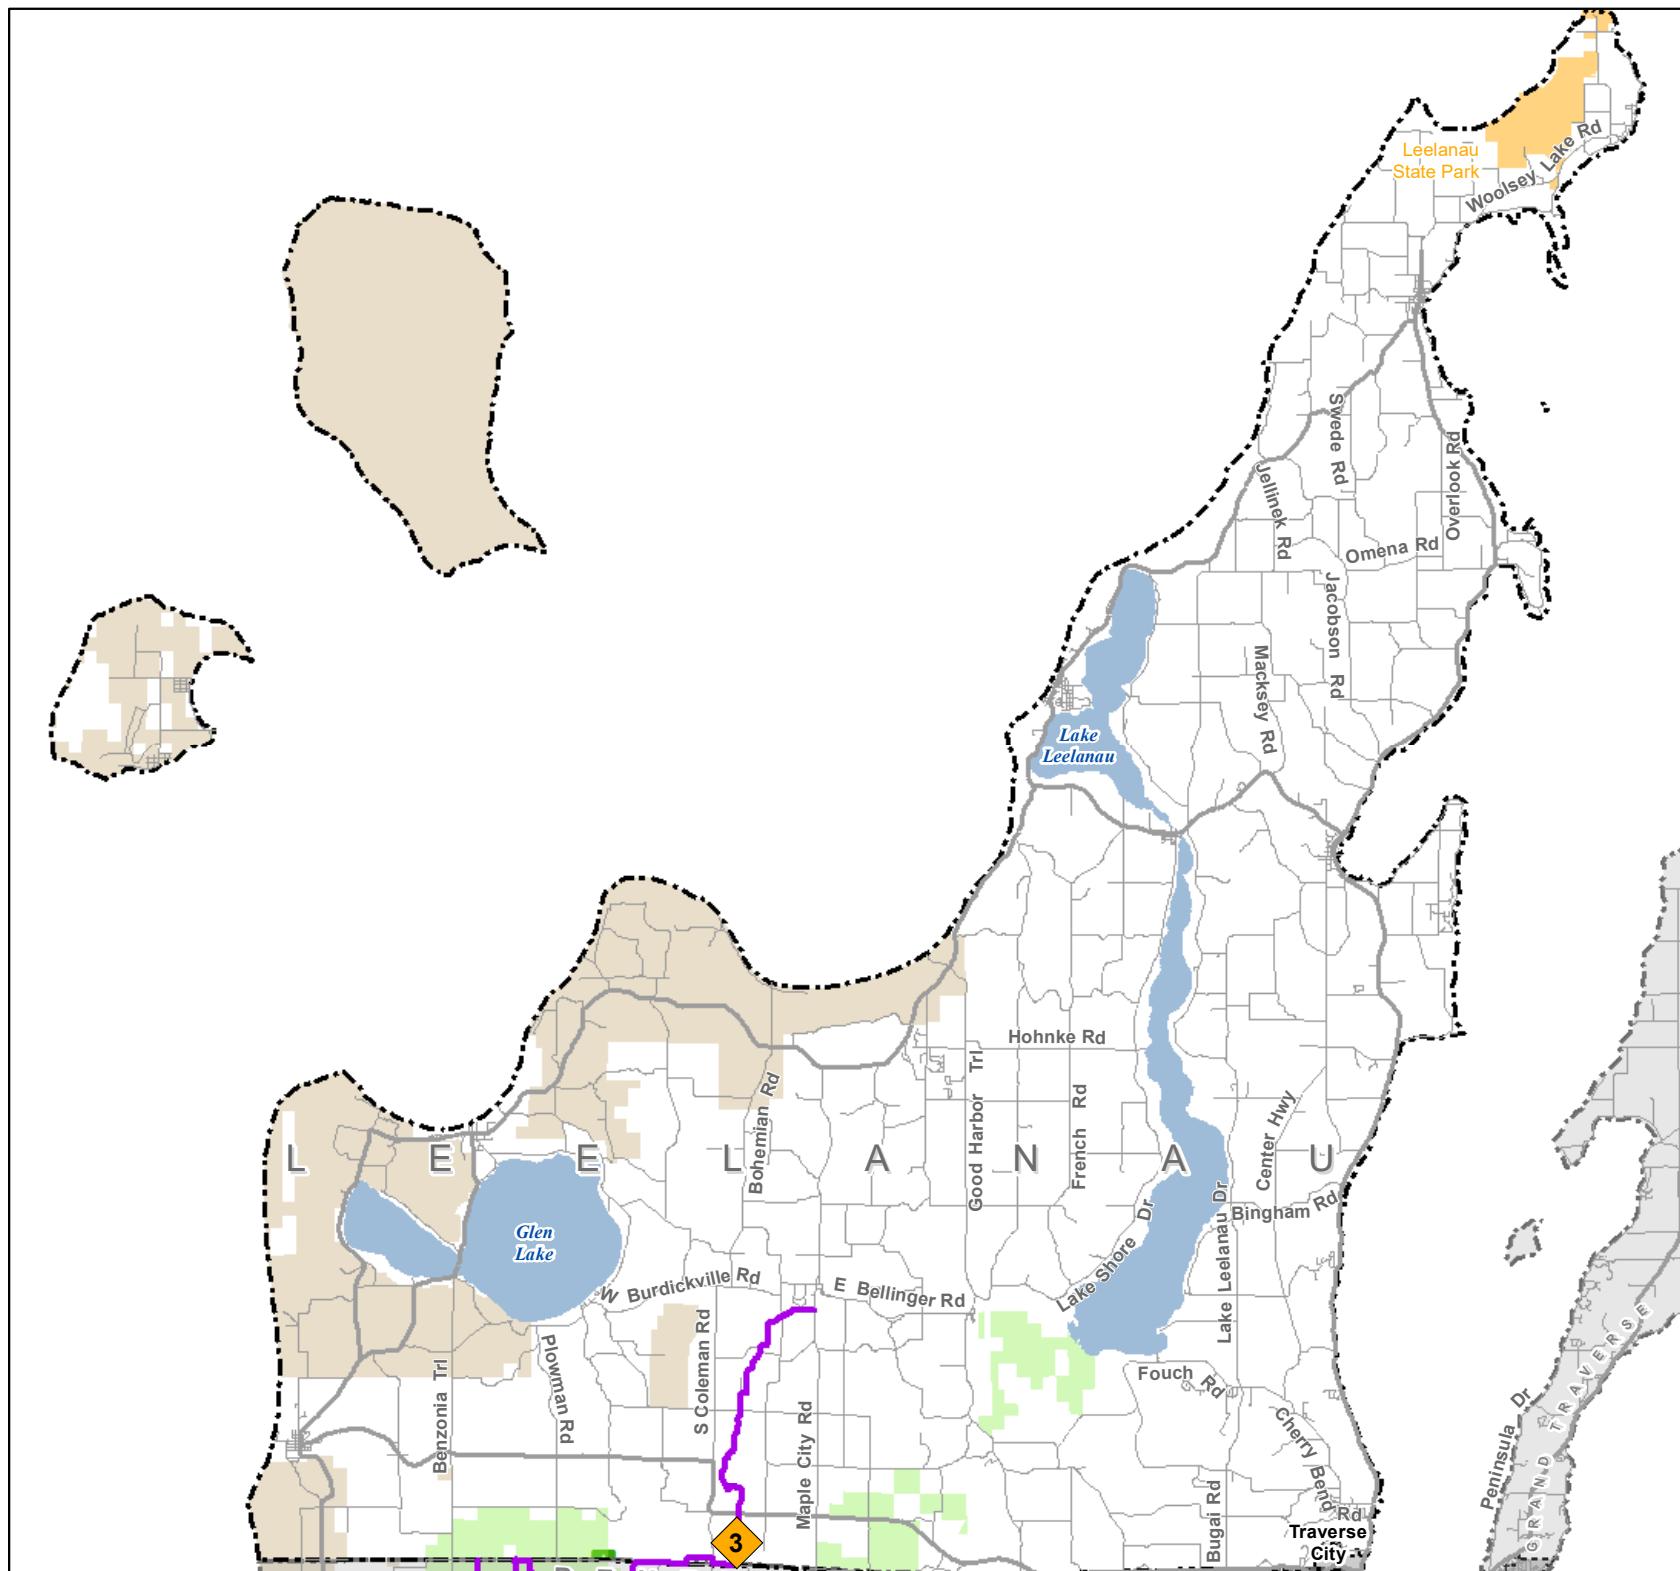 Leelanau
State Park
Woolsey Lake Rd
Swede Rd
Overlook Rd
Jellinek Rd
Omena Rd
Jacobson Rd
Macksey Rd
Lake
Leelanau
Hohnke Rd
Good Harbor Trl
French Rd
Bohemian Rd
Center Hwy
L E E L A N A U
Bingham Rd
Lake Shore Dr
Lake Leelanau Dr
Glen
Lake
W Burdickville Rd
E Bellinger Rd
S Coleman Rd
Plowman Rd
Benzonia Trl
Maple City Rd
Fouch Rd
Cherry Bend Rd
Bugai Rd
Peninsula Dr
GRAND TRAVERSE
Traverse
City
3